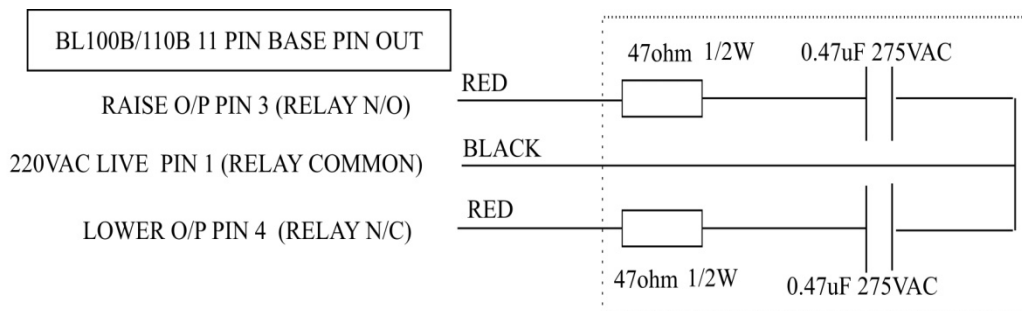 BL100B/110B 11 PIN BASE PIN OUT
47ohm 1/2W
0.47uF 275VAC
RED
RAISE O/P PIN 3 (RELAY N/O)
BLACK
220VAC LIVE PIN 1 (RELAY COMMON)
RED
LOWER O/P PIN 4 (RELAY N/C)
47ohm 1/2W
0.47uF 275VAC